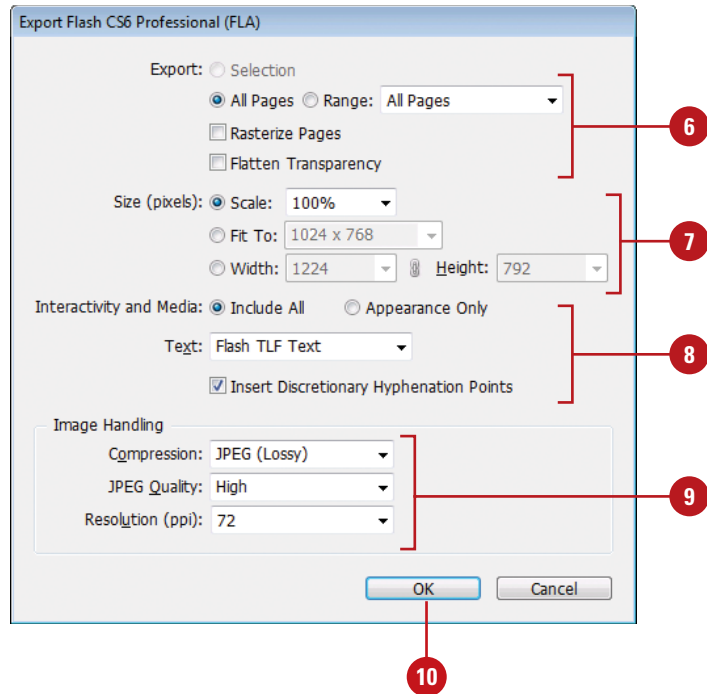 Export Flash CS6 Professional (FLA)
Export: Selection
All Pages Range: All Pages
Rasterize Pages
Flatten Transparency
6
Size (pixels): Scale: 100%
Fit To: 1024 x 768
Width: 1224 Height: 792
7
Interactivity and Media: Include All Appearance Only
Text: Flash TLF Text
Insert Discretionary Hyphenation Points
8
Image Handling
Compression: JPEG (Lossy)
JPEG Quality: High
Resolution (ppi): 72
9
OK Cancel
10